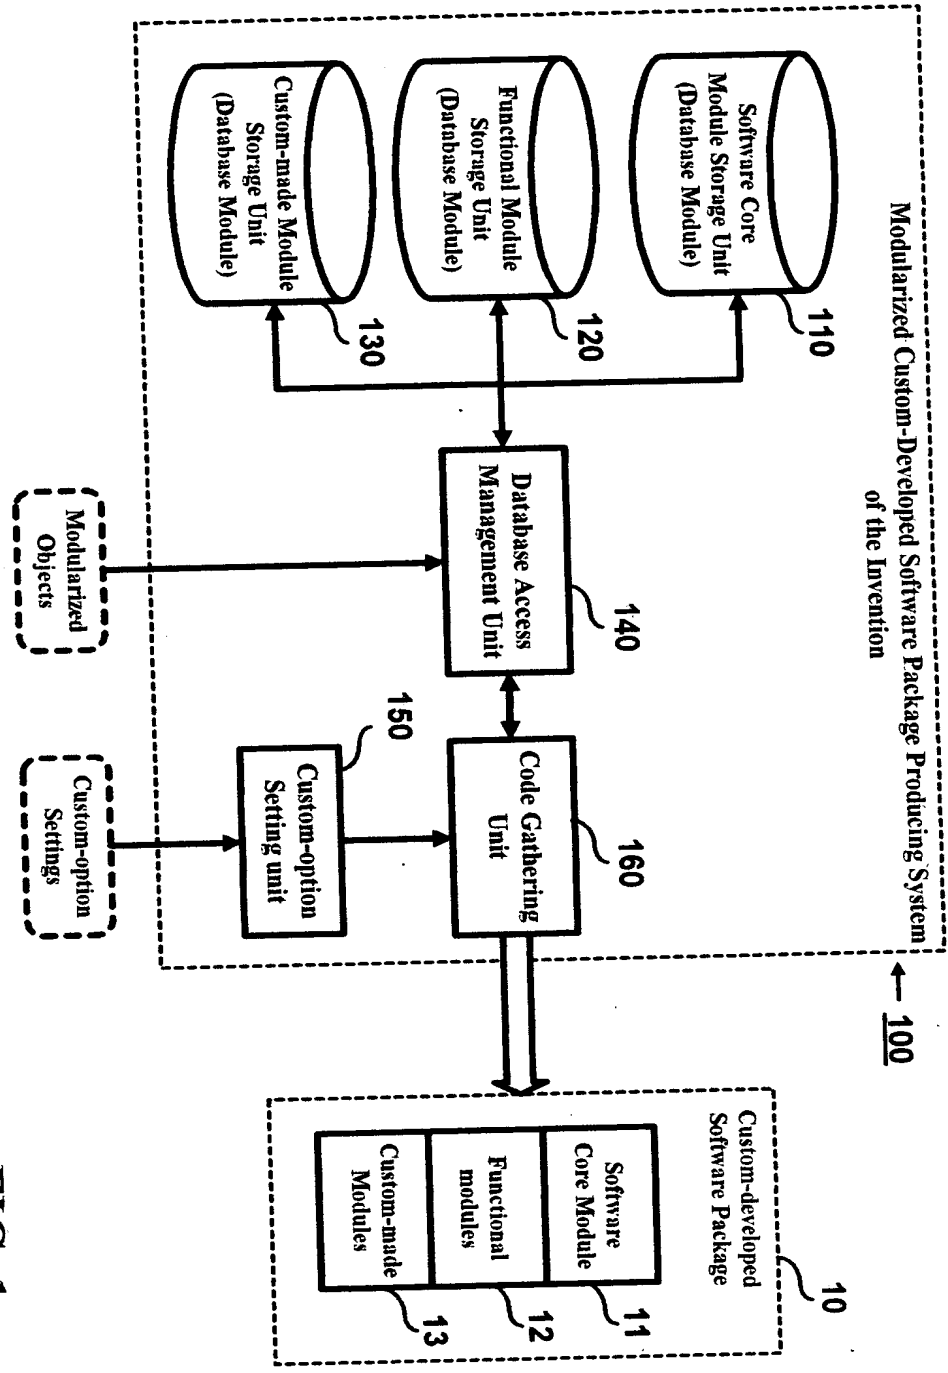 Modularized Custom-Developed Software Package Producing System
of the Invention
100
Software Core
Module Storage Unit
(Database Module)
110
Functional Module
Storage Unit
(Database Module)
120
Custom-made Module
Storage Unit
(Database Module)
130
Database Access
Management Unit
140
Code Gathering
Unit
160
150
Custom-option
Setting unit
Modularized
Objects
Custom-option
Settings
Custom-developed
Software Package
10
Software
Core Module
11
Functional
modules
12
Custom-made
Modules
13